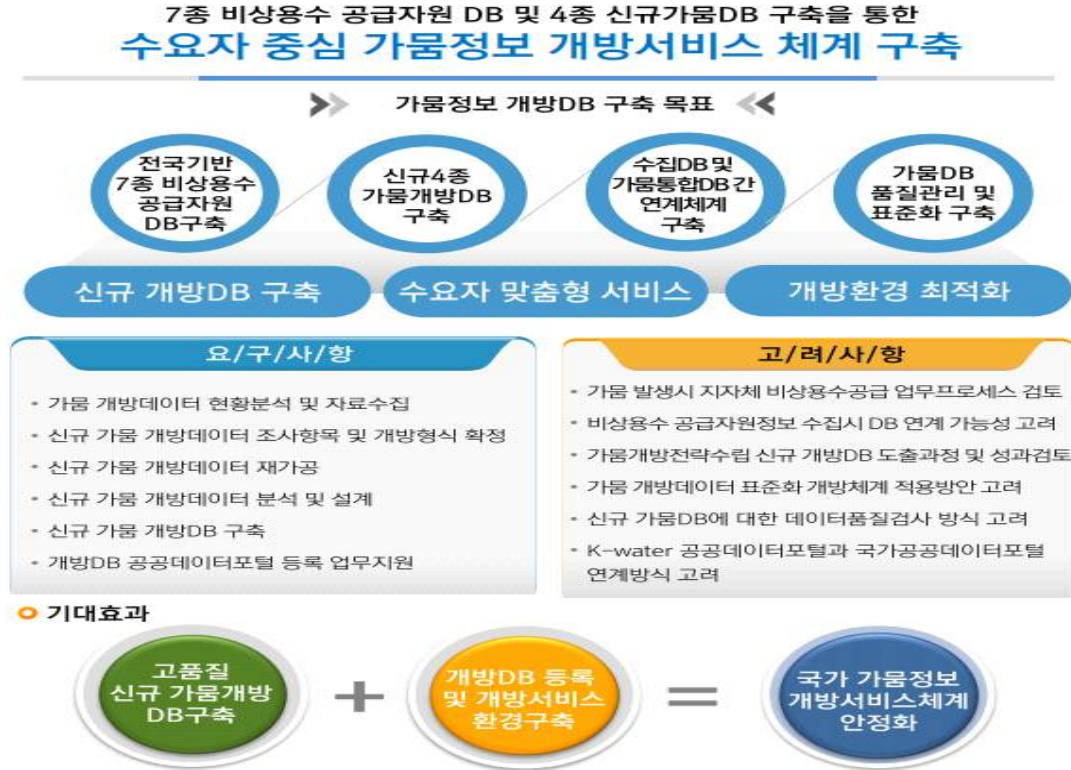 7종 비상용수 공급자원 DB 및 4종 신규가뭄DB 구축을 통한
수요자 중심 가뭄정보 개방서비스 체계 구축
가뭄정보 개방DB 구축 목표
전국기반
7종 비상용수
공급자원
DB구축
신규4종
가뭄개방DB
구축
수집DB 및
가뭄통합DB 간
연계체계
구축
가뭄DB
품질관리 및
표준화 구축
신규 개방DB 구축
수요자 맞춤형 서비스
개방환경 최적화
요/구/사/항
• 가뭄 개방데이터 현황분석 및 자료수집
• 신규 가뭄 개방데이터 조사항목 및 개방형식 확정
• 신규 가뭄 개방데이터 재가공
• 신규 가뭄 개방데이터 분석 및 설계
• 신규 가뭄 개방DB 구축
• 개방DB 공공데이터포털 등록 업무지원
고/려/사/항
• 가뭄 발생시 지자체 비상용수공급 업무프로세스 검토
• 비상용수 공급자원정보 수집시 DB 연계 가능성 고려
• 가뭄개방전략수립 신규 개방DB 도출과정 및 성과검토
• 가뭄 개방데이터 표준화 개방체계 적용방안 고려
• 신규 가뭄DB에 대한 데이터품질검사 방식 고려
• K-water 공공데이터포털과 국가공공데이터포털
연계방식 고려
기대효과
고품질
신규 가뭄개방
DB구축
+
개방DB 등록
및 개방서비스
환경구축
=
국가 가뭄정보
개방서비스체계
안정화